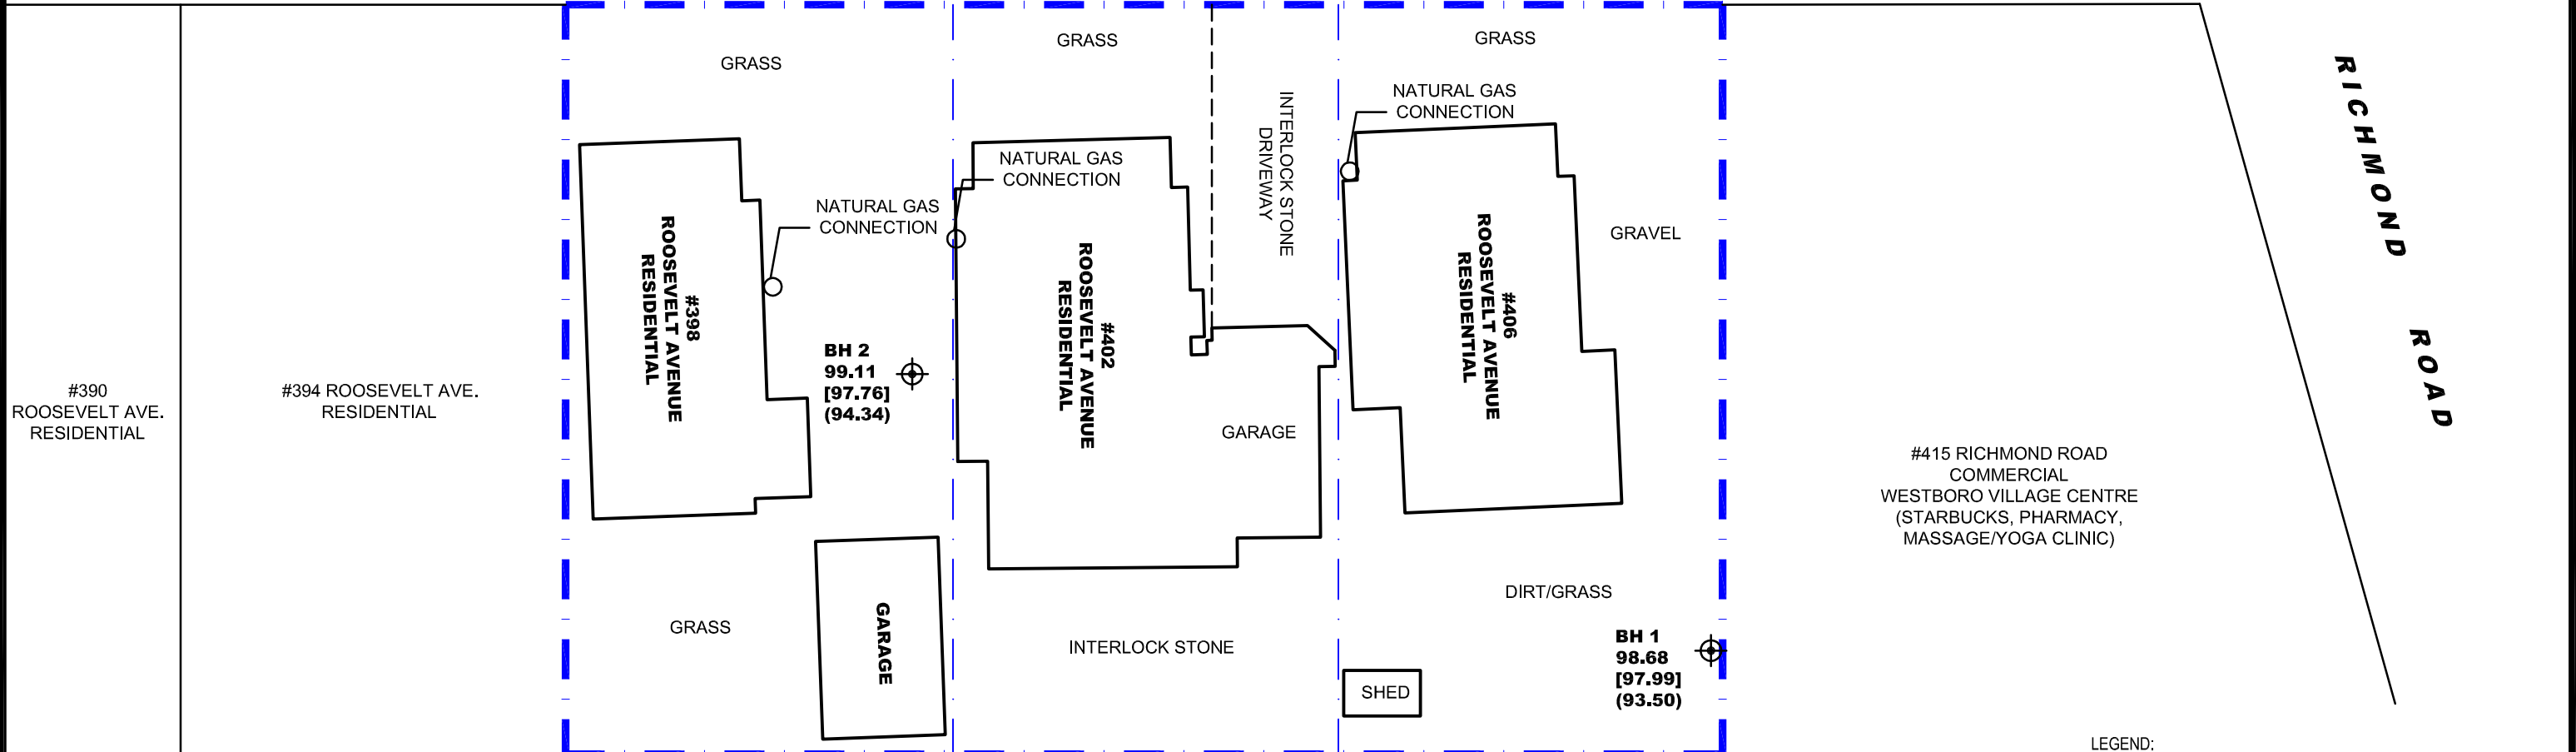 GRASS
GRASS
GRASS
NATURAL GAS
CONNECTION
INTERLOCK STONE
DRIVEWAY
NATURAL GAS
CONNECTION
NATURAL GAS
CONNECTION
#398
ROOSEVELT AVENUE
RESIDENTIAL
#402
ROOSEVELT AVENUE
RESIDENTIAL
#406
ROOSEVELT AVENUE
RESIDENTIAL
GRAVEL
RICHMOND ROAD
BH 2
99.11
[97.76]
(94.34)
#390
ROOSEVELT AVE.
RESIDENTIAL
#394 ROOSEVELT AVE.
RESIDENTIAL
GARAGE
#415 RICHMOND ROAD
COMMERCIAL
WESTBORO VILLAGE CENTRE
(STARBUCKS, PHARMACY,
MASSAGE/YOGA CLINIC)
DIRT/GRASS
GRASS
GARAGE
INTERLOCK STONE
BH 1
98.68
[97.99]
(93.50)
SHED
LEGEND: